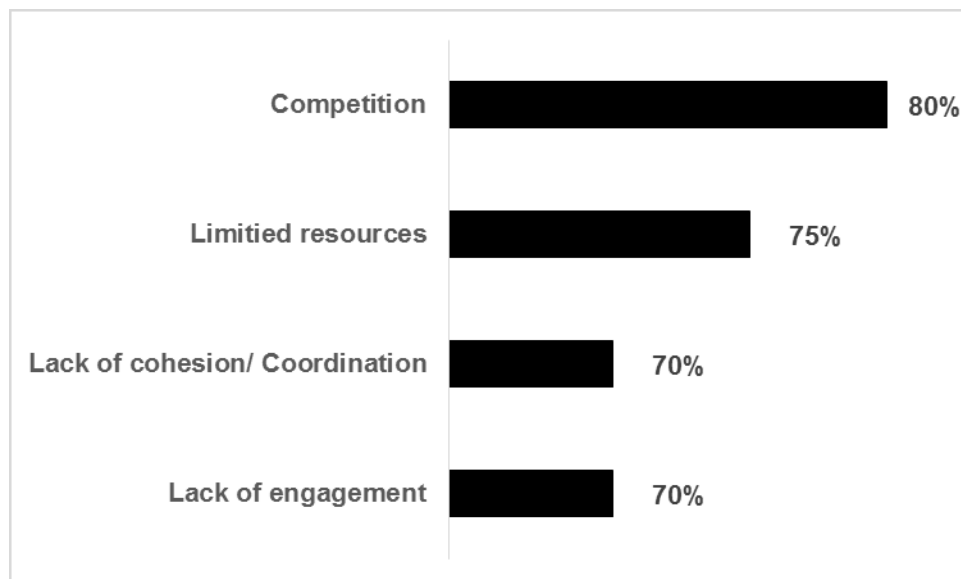 Competition 80%
Limitied resources 75%
Lack of cohesion/ Coordination 70%
Lack of engagement 70%